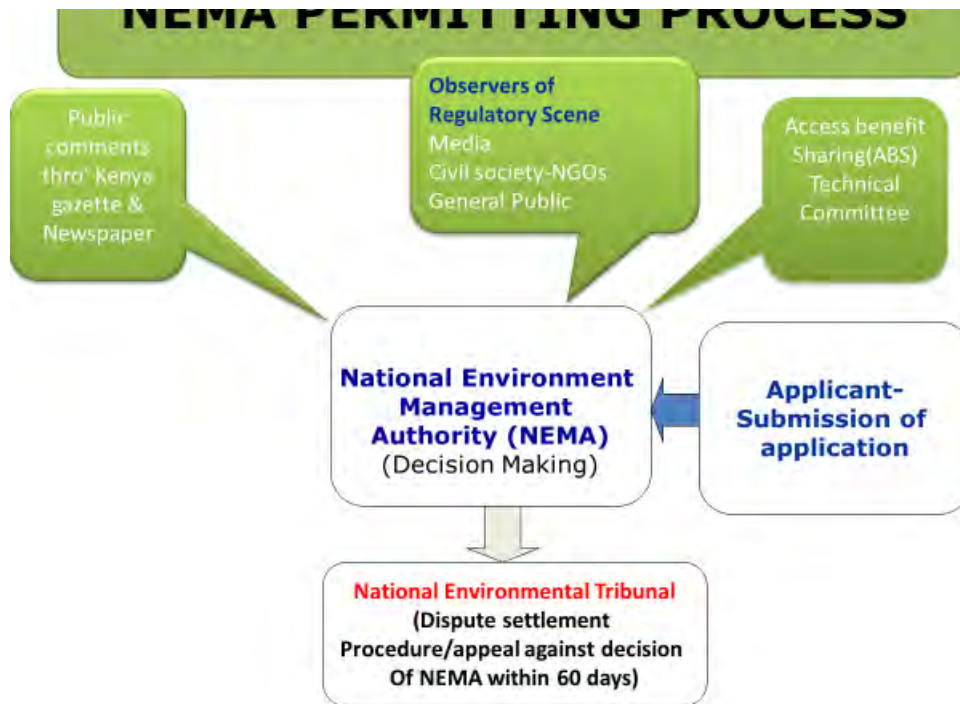 NEMA PERMITTING PROCESS
Public
comments
thro' Kenya
gazette &
Newspaper
Observers of
Regulatory Scene
Media
Civil society-NGOs
General Public
Access benefit
Sharing(ABS)
Technical
Committee
National Environment
Management
Authority (NEMA)
(Decision Making)
Applicant-
Submission of
application
National Environmental Tribunal
(Dispute settlement
Procedure/appeal against decision
Of NEMA within 60 days)